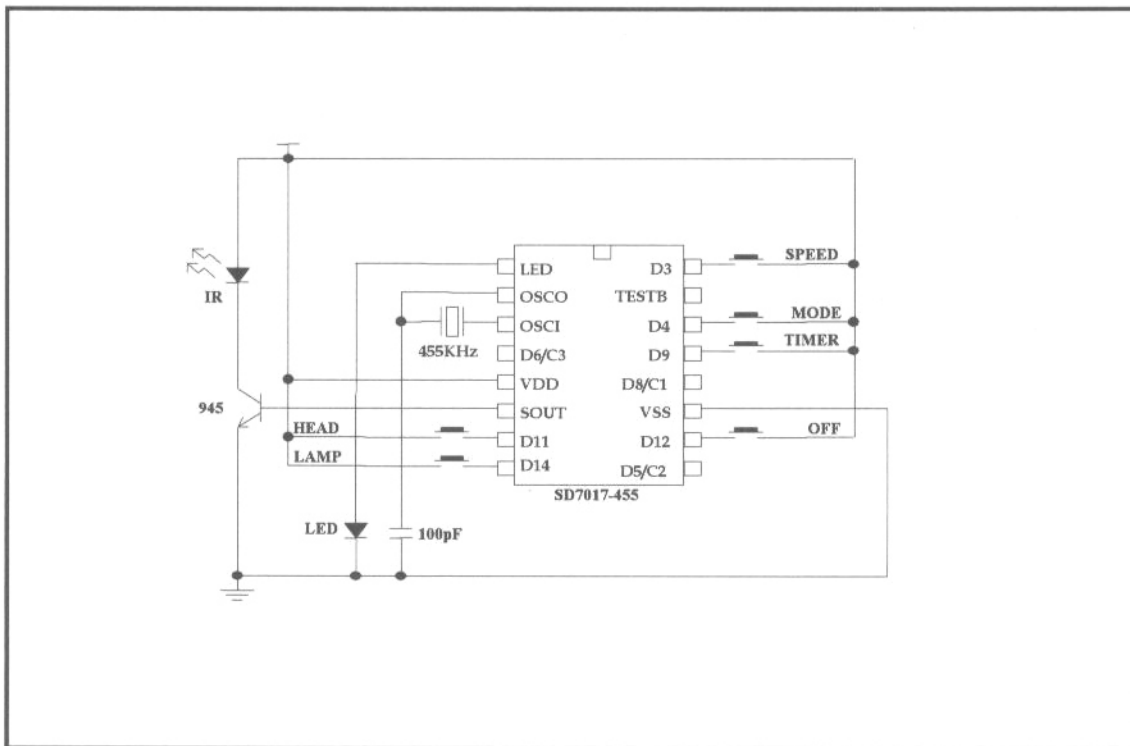 SPEED
LED
D3
IR
OSCO
TESTB
MODE
OSCI
D4
TIMER
455KHz
D6/C3
D9
VDD
D8/C1
945
SOUT
VSS
HEAD
D11
D12
OFF
LAMP
D14
D5/C2
SD7017-455
LED
100pF